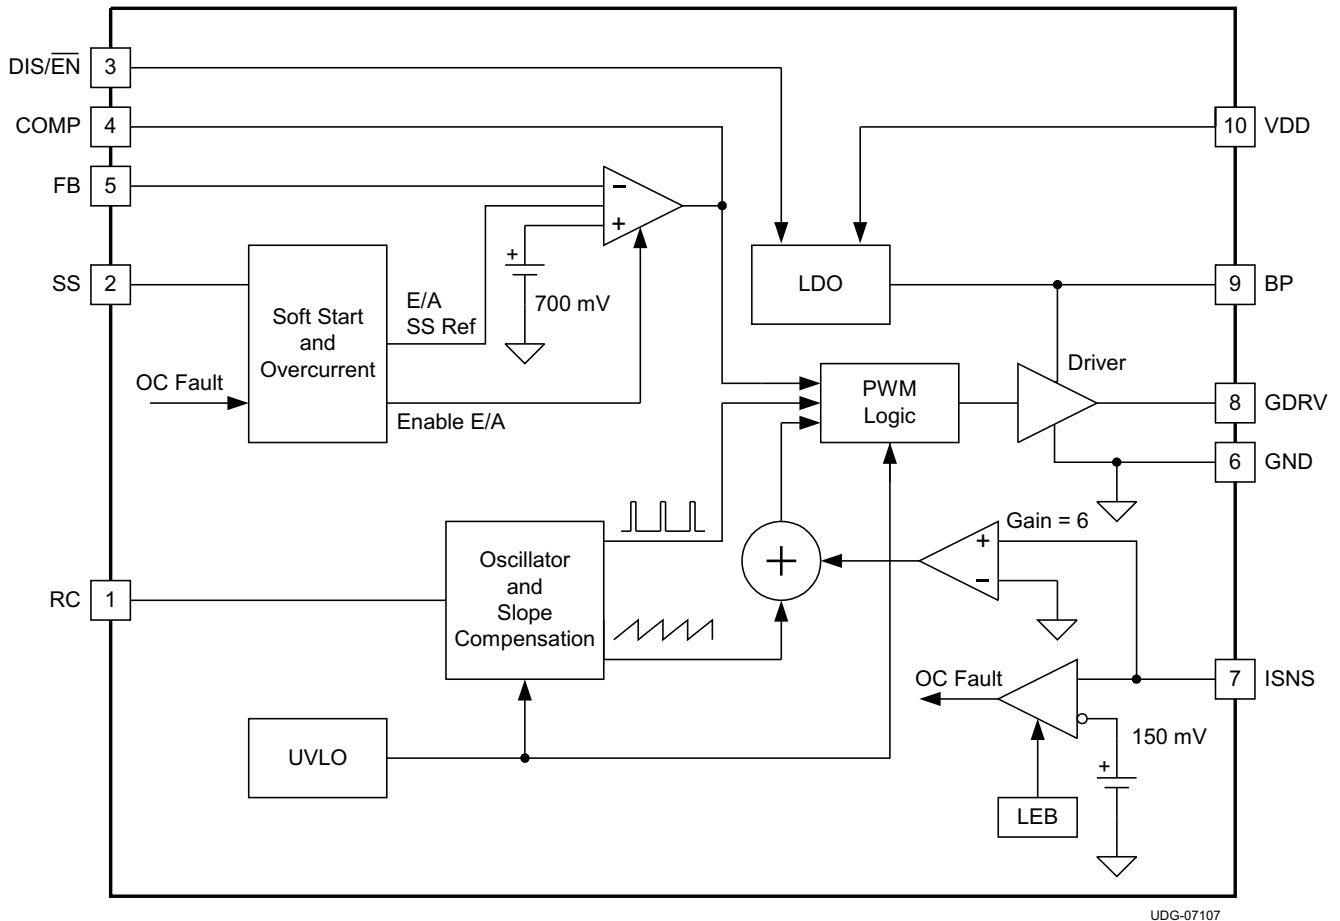 DIS/EN 3
COMP 4
10 VDD
FB 5
−
+
SS 2
+
700 mV
LDO
9 BP
E/A
SS Ref
Soft Start
and
Overcurrent
OC Fault
Enable E/A
Driver
PWM
Logic
8 GDRV
6 GND
Gain = 6
+
−
+
Oscillator
and
Slope
Compensation
RC 1
OC Fault
7 ISNS
150 mV
+
UVLO
LEB
UDG-07107